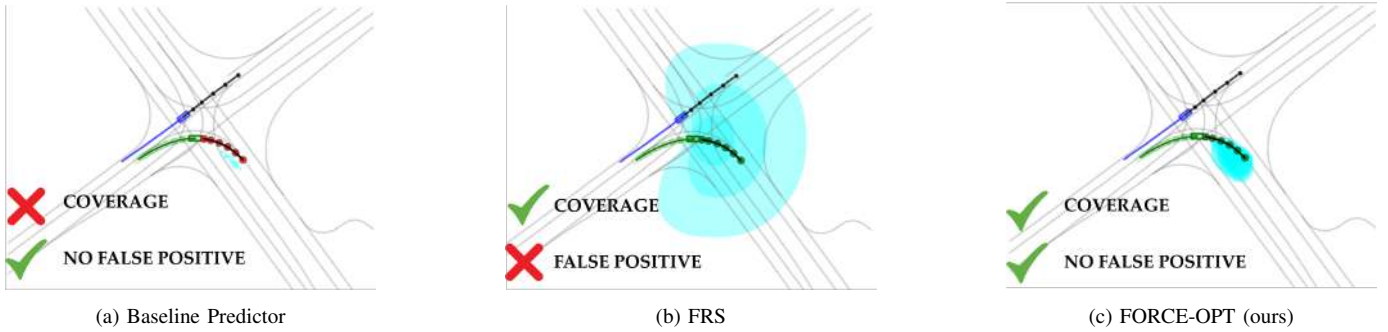 COVERAGE
NO FALSE POSITIVE
(a) Baseline Predictor
COVERAGE
FALSE POSITIVE
(b) FRS
COVERAGE
NO FALSE POSITIVE
(c) FORCE-OPT (ours)